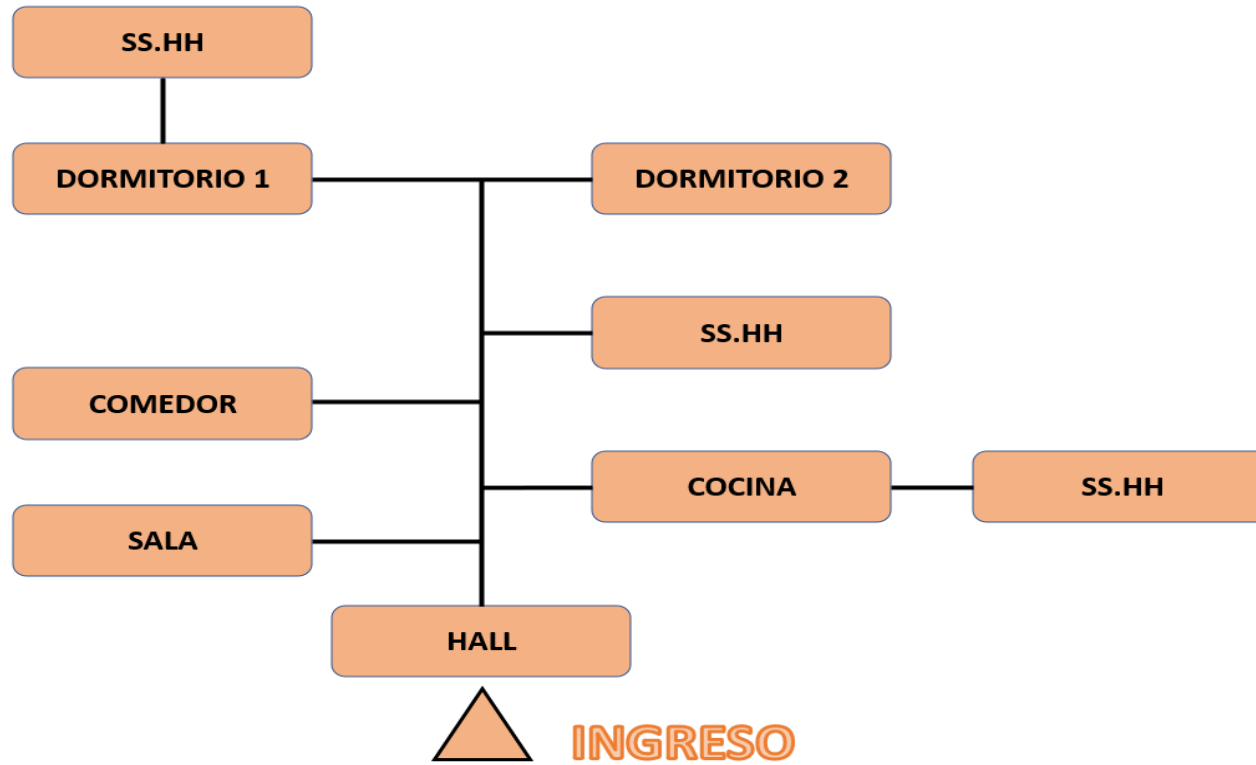 SS.HH
DORMITORIO 1
DORMITORIO 2
SS.HH
COMEDOR
COCINA
SS.HH
SALA
HALL
INGRESO